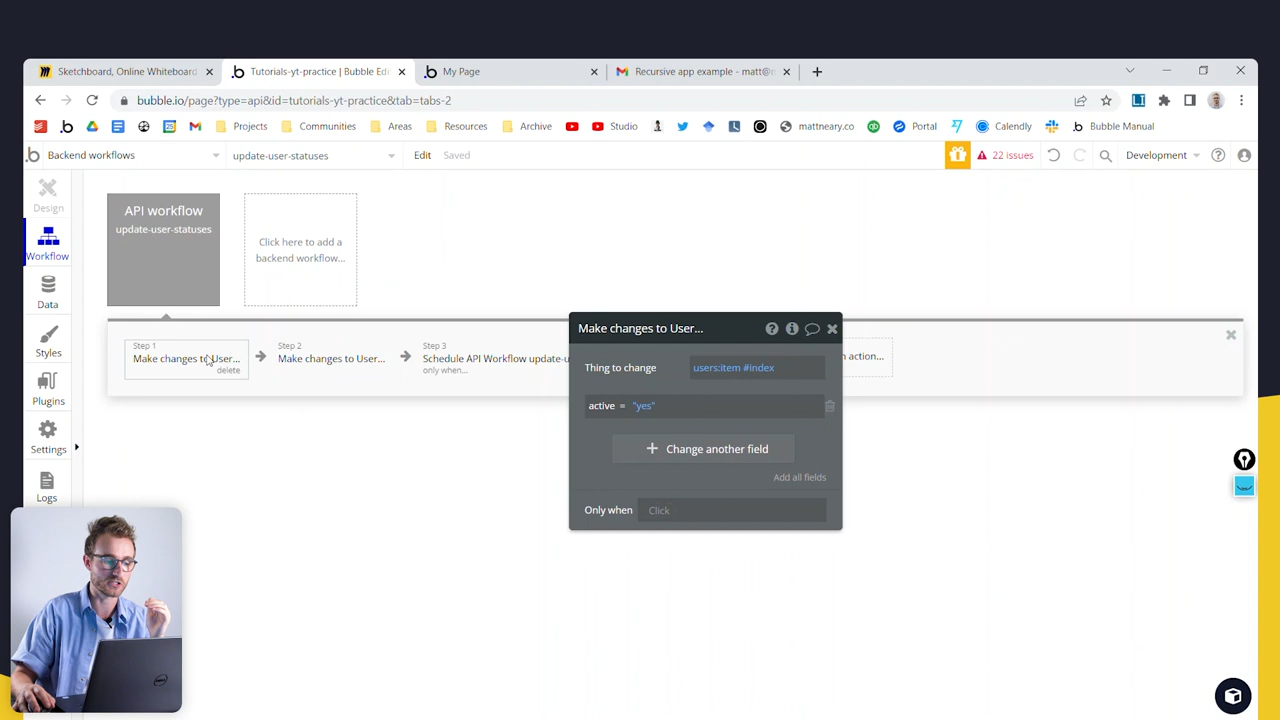 Sketchboard, Online Whiteboard
Tutorials-yt-practice | Bubble Edi
My Page
Recursive app example - matt@n
bubble.io/page?type=api&id=tutorials-yt-practice&tab=tabs-2
Projects
Communities
Areas
Resources
Archive
Studio
mattneary.co
Portal
Calendly
Bubble Manual
Backend workflows
update-user-statuses
Edit
Saved
22 issues
Development
Design
Workflow
Data
Styles
Plugins
Settings
Logs
API workflow
update-user-statuses
Click here to add a
backend workflow...
Step 1
Make changes to User...
delete
Step 2
Make changes to User...
Step 3
Schedule API Workflow update-u
only when...
n action...
Make changes to User...
Thing to change
users:item #index
active = "yes"
+ Change another field
Add all fields
Only when
Click
DELL